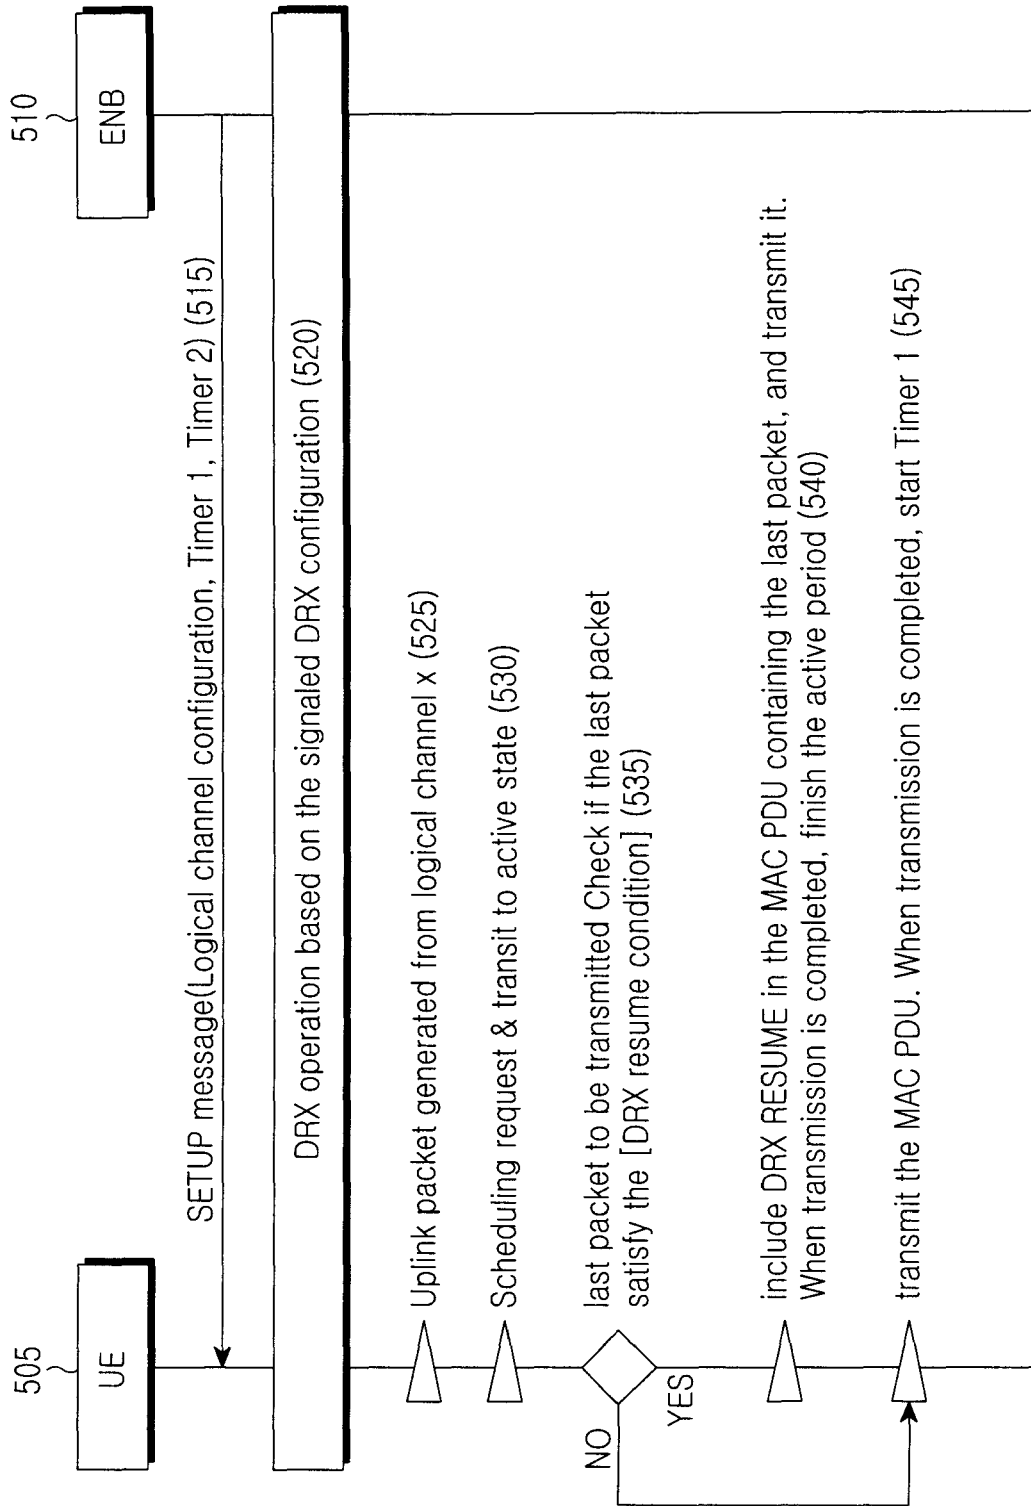 505
510
UE
ENB
SETUP message(Logical channel configuration, Timer 1, Timer 2) (515)
DRX operation based on the signaled DRX configuration (520)
Uplink packet generated from logical channel x (525)
Scheduling request & transit to active state (530)
last packet to be transmitted Check if the last packet
satisfy the [DRX resume condition] (535)
NO
YES
include DRX RESUME in the MAC PDU containing the last packet, and transmit it.
When transmission is completed, finish the active period (540)
transmit the MAC PDU. When transmission is completed, start Timer 1 (545)